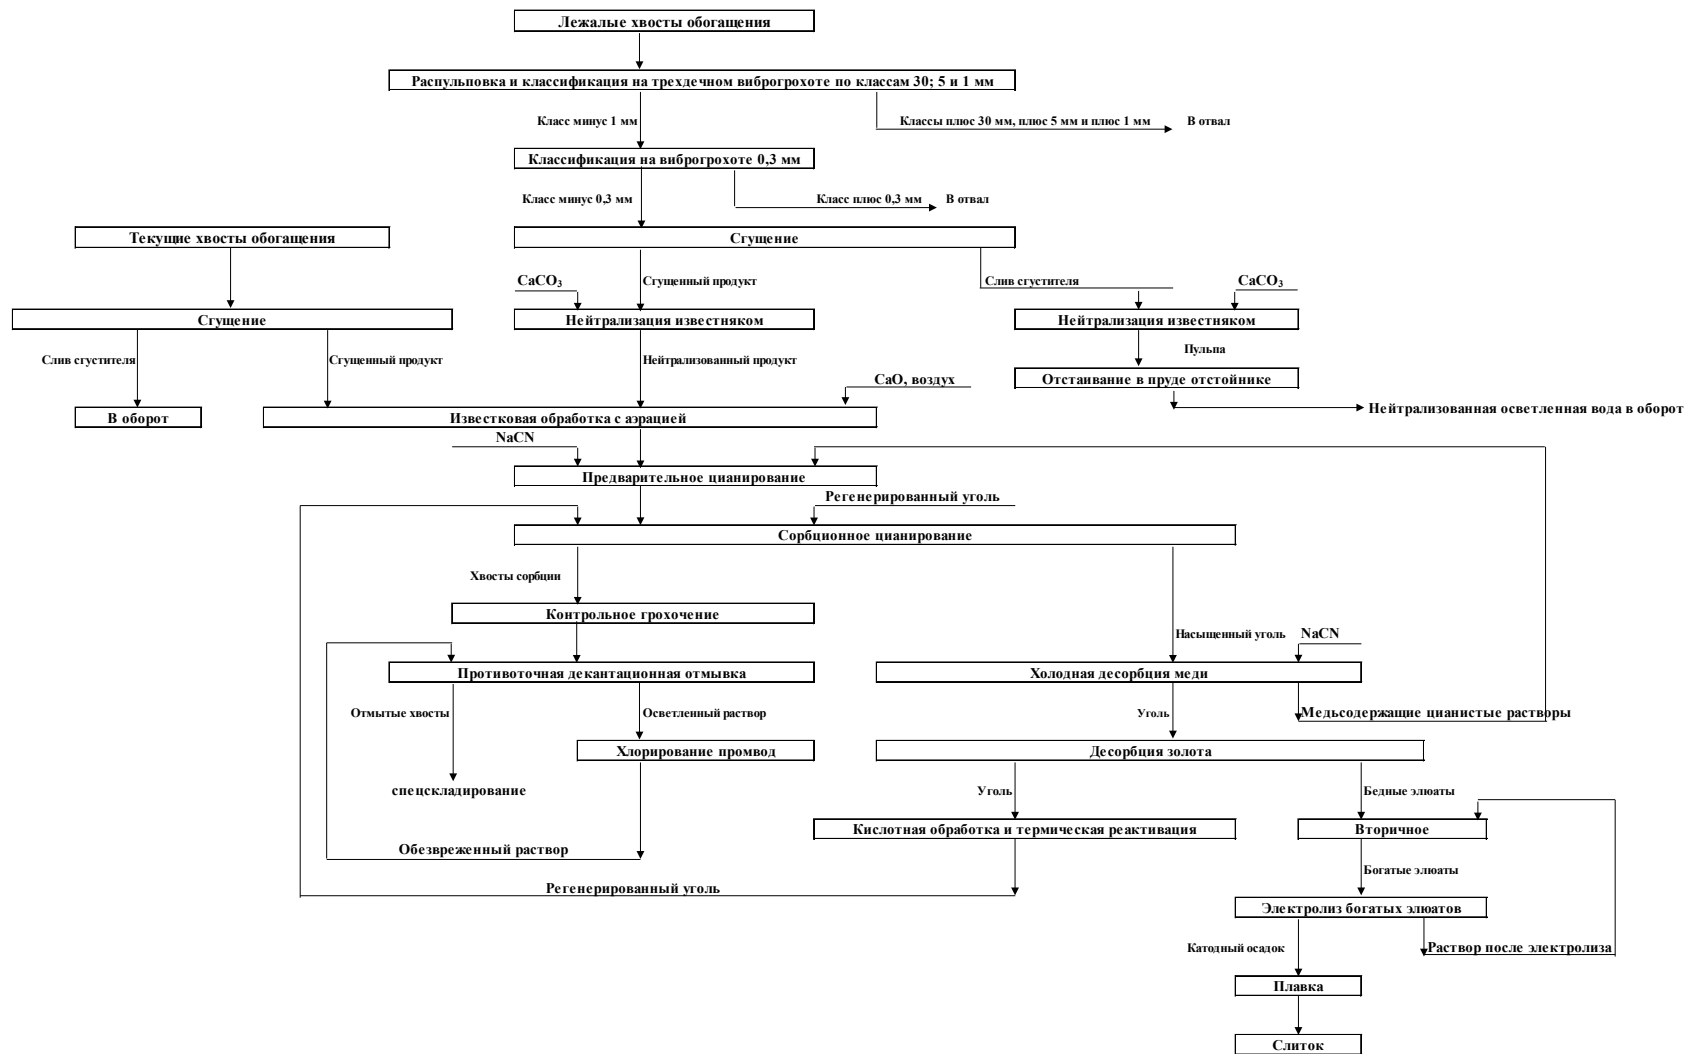 Лежалые хвосты обогащения
Распульповка и классификация на трехдечном виброгрохоте по классам 30; 5 и 1 мм
Класс минус 1 мм
Классы плюс 30 мм, плюс 5 мм и плюс 1 мм
В отвал
Классификация на виброгрохоте 0,3 мм
Класс минус 0,3 мм
Класс плюс 0,3 мм
В отвал
Текущие хвосты обогащения
Сгущение
CaCO₃
Сгущенный продукт
Слив сгустителя
CaCO₃
Сгущение
Нейтрализация известняком
Нейтрализация известняком
Слив сгустителя
Сгущенный продукт
Нейтрализованный продукт
Пульпа
CaO, воздух
Отстаивание в пруде отстойнике
В оборот
Известковая обработка с аэрацией
Нейтрализованная осветленная вода в оборот
NaCN
Предварительное цианирование
Регенерированный уголь
Сорбционное цианирование
Хвосты сорбции
Контрольное грохочение
Насыщенный уголь
NaCN
Противоточная декантационная отмывка
Холодная десорбция меди
Отмытые хвосты
Осветленный раствор
Уголь
Медьсодержащие цианистые растворы
Хлорирование промвод
Десорбция золота
спецскладирование
Уголь
Бедные элюаты
Кислотная обработка и термическая реактивация
Вторичное
Обезвреженный раствор
Богатые элюаты
Регенерированный уголь
Электролиз богатых элюатов
Катодный осадок
Раствор после электролиза
Плавка
Слиток